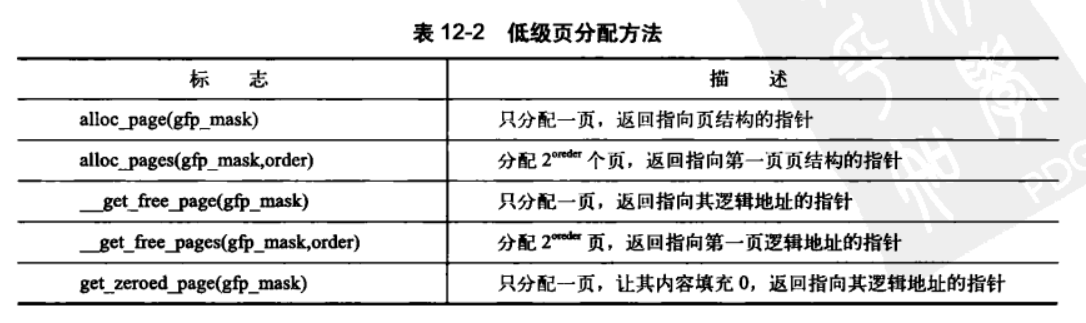 表 12-2 低级页分配方法
标 志 描 述
alloc_page(gfp_mask) 只分配一页，返回指向页结构的指针
alloc_pages(gfp_mask,order) 分配 2^oreder 个页，返回指向第一页页结构的指针
__get_free_page(gfp_mask) 只分配一页，返回指向其逻辑地址的指针
__get_free_pages(gfp_mask,order) 分配 2^oreder 页，返回指向第一页逻辑地址的指针
get_zeroed_page(gfp_mask) 只分配一页，让其内容填充 0，返回指向其逻辑地址的指针
PDG